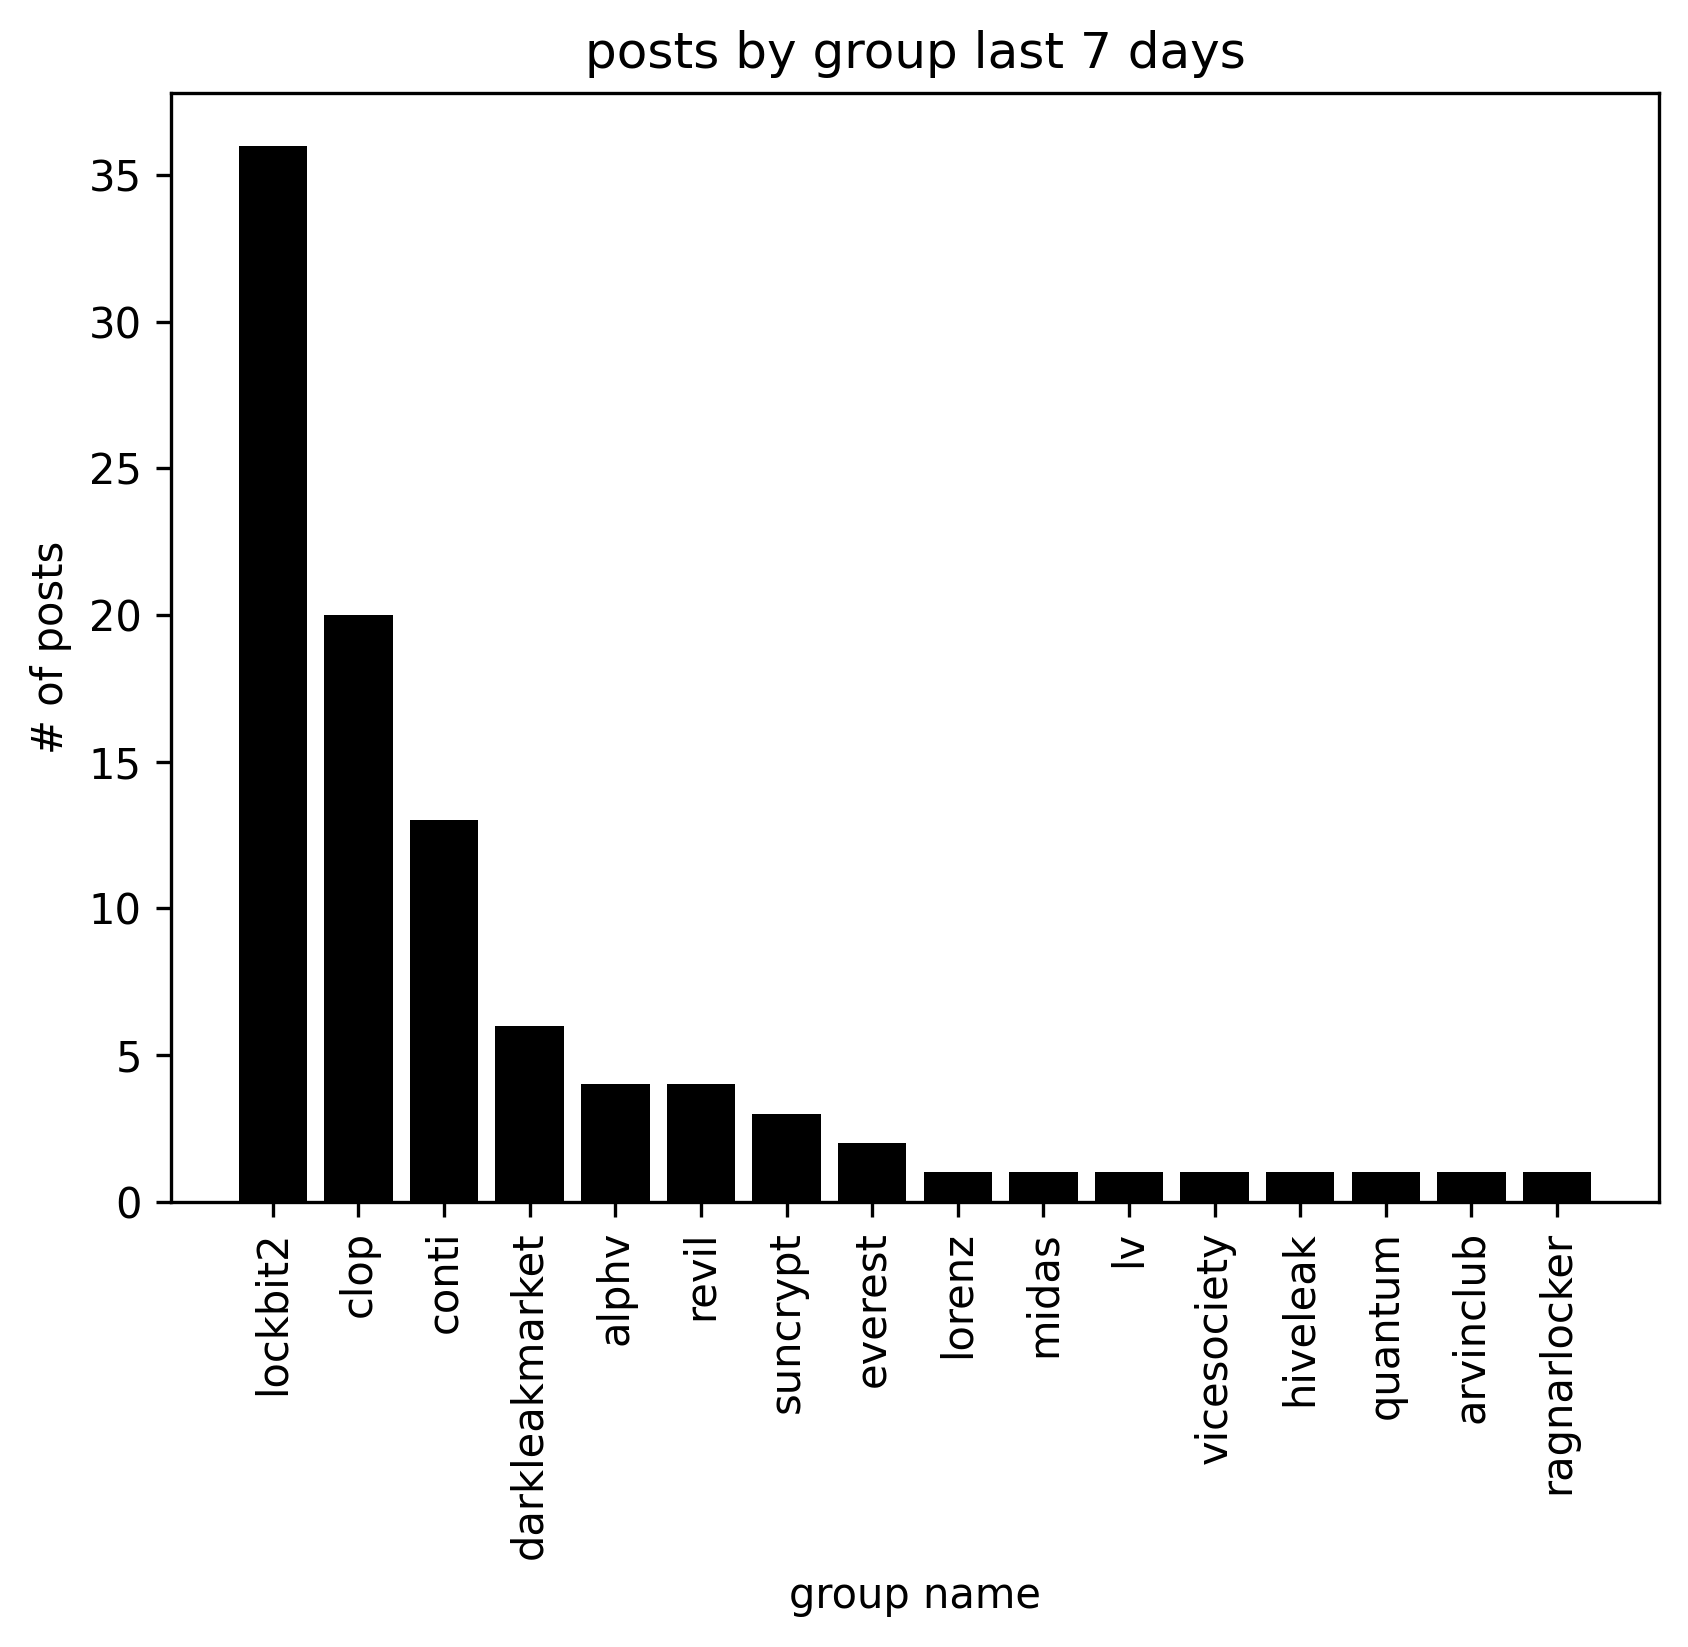 posts by group last 7 days
# of posts
35
30
25
20
15
10
5
0
lockbit2
clop
conti
darkleakmarket
alphv
revil
suncrypt
everest
lorenz
midas
lv
vicesociety
hiveleak
quantum
arvinclub
ragnarlocker
group name